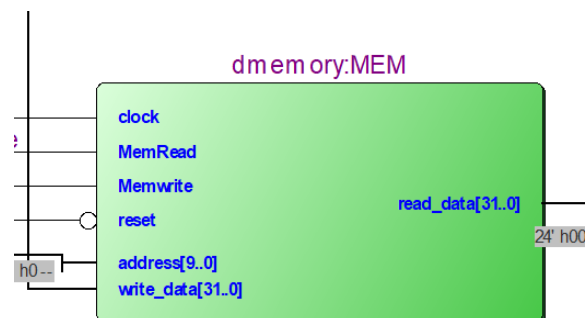 dmemory:MEM
clock
MemRead
e
Memwrite
reset
read_data[31..0]
24' h00
address[9..0]
h0--
write_data[31..0]